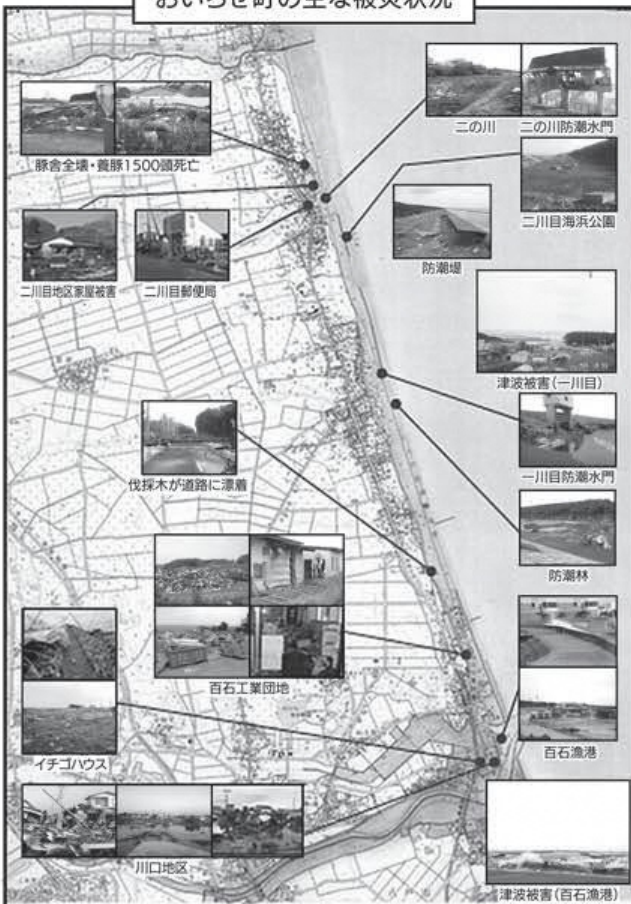 おいらせ町の主な被災状況
二の川
二の川防潮水門
豚舎全壊・養豚1500頭死亡
二川目海浜公園
防潮堤
二川目地区家屋被害
二川目郵便局
津波被害(一川目)
一川目防潮水門
伐採木が道路に漂着
防潮林
百石工業団地
百石漁港
イチゴハウス
川口地区
津波被害(百石漁港)